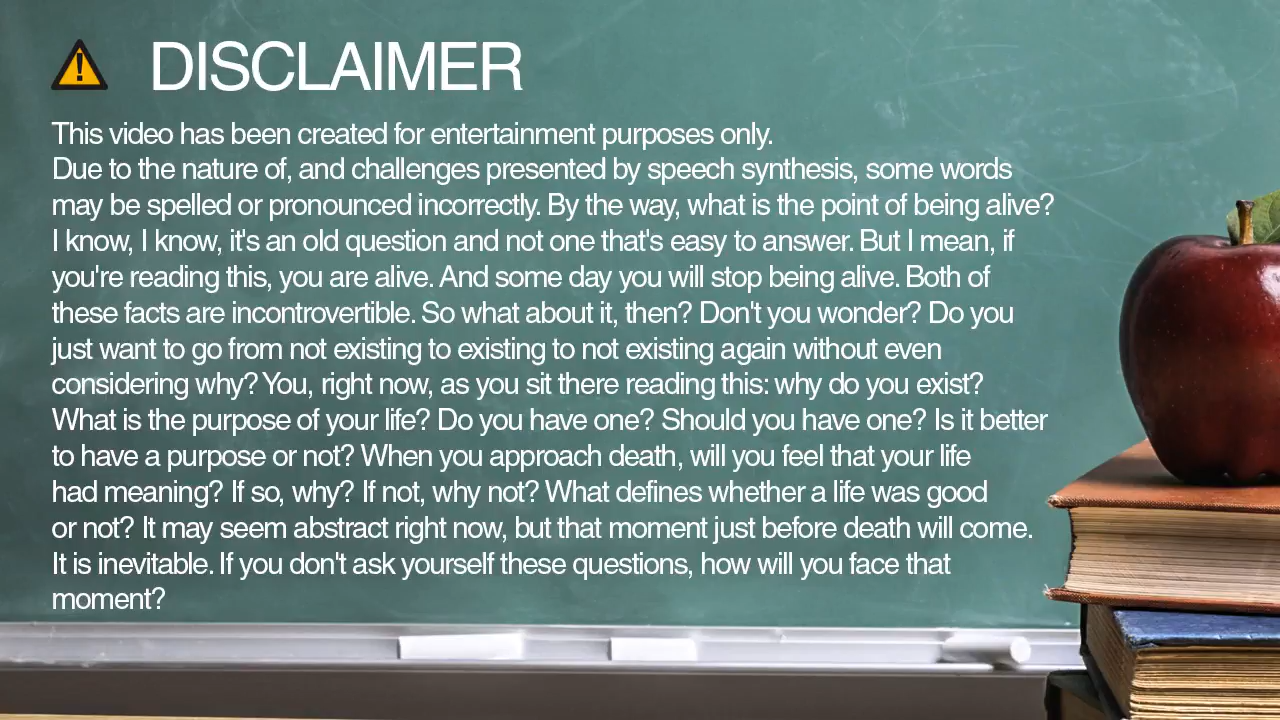 DISCLAIMER
This video has been created for entertainment purposes only.
Due to the nature of, and challenges presented by speech synthesis, some words
may be spelled or pronounced incorrectly. By the way, what is the point of being alive?
I know, I know, it's an old question and not one that's easy to answer. But I mean, if
you're reading this, you are alive. And some day you will stop being alive. Both of
these facts are incontrovertible. So what about it, then? Don't you wonder? Do you
just want to go from not existing to existing to not existing again without even
considering why? You, right now, as you sit there reading this: why do you exist?
What is the purpose of your life? Do you have one? Should you have one? Is it better
to have a purpose or not? When you approach death, will you feel that your life
had meaning? If so, why? If not, why not? What defines whether a life was good
or not? It may seem abstract right now, but that moment just before death will come.
It is inevitable. If you don't ask yourself these questions, how will you face that
moment?